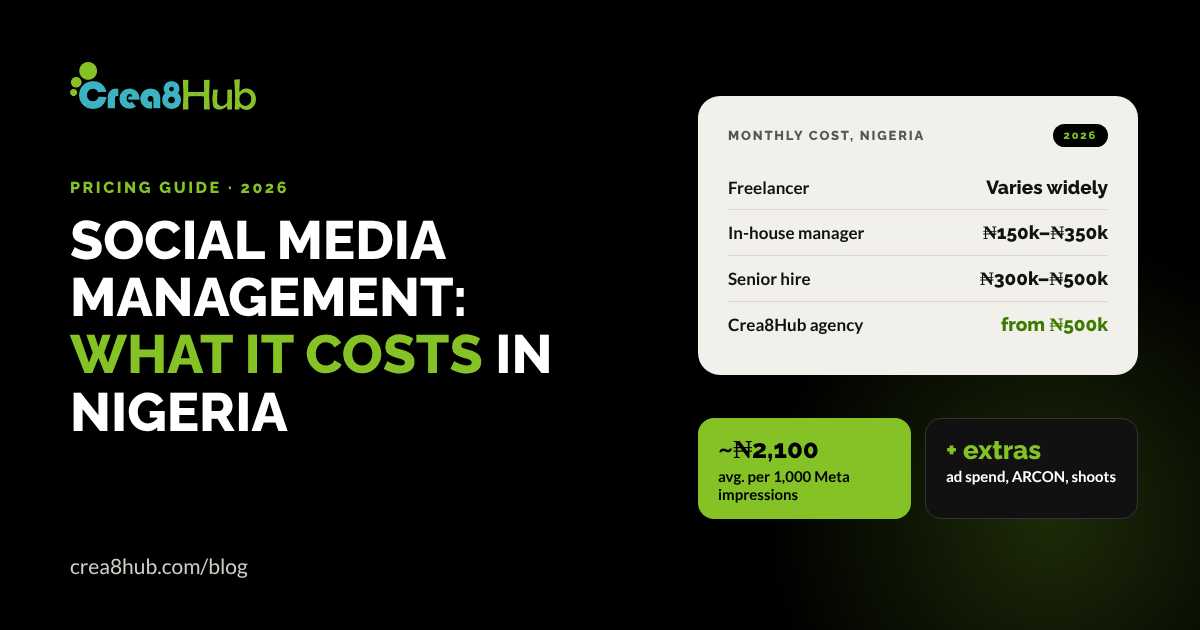 Crea8Hub
PRICING GUIDE · 2026
SOCIAL MEDIA
MANAGEMENT:
WHAT IT COSTS IN
NIGERIA
crea8hub.com/blog
MONTHLY COST, NIGERIA 2026
Freelancer Varies widely
In-house manager ₦150k–₦350k
Senior hire ₦300k–₦500k
Crea8Hub agency from ₦500k
~₦2,100
avg. per 1,000 Meta
impressions
+ extras
ad spend, ARCON, shoots